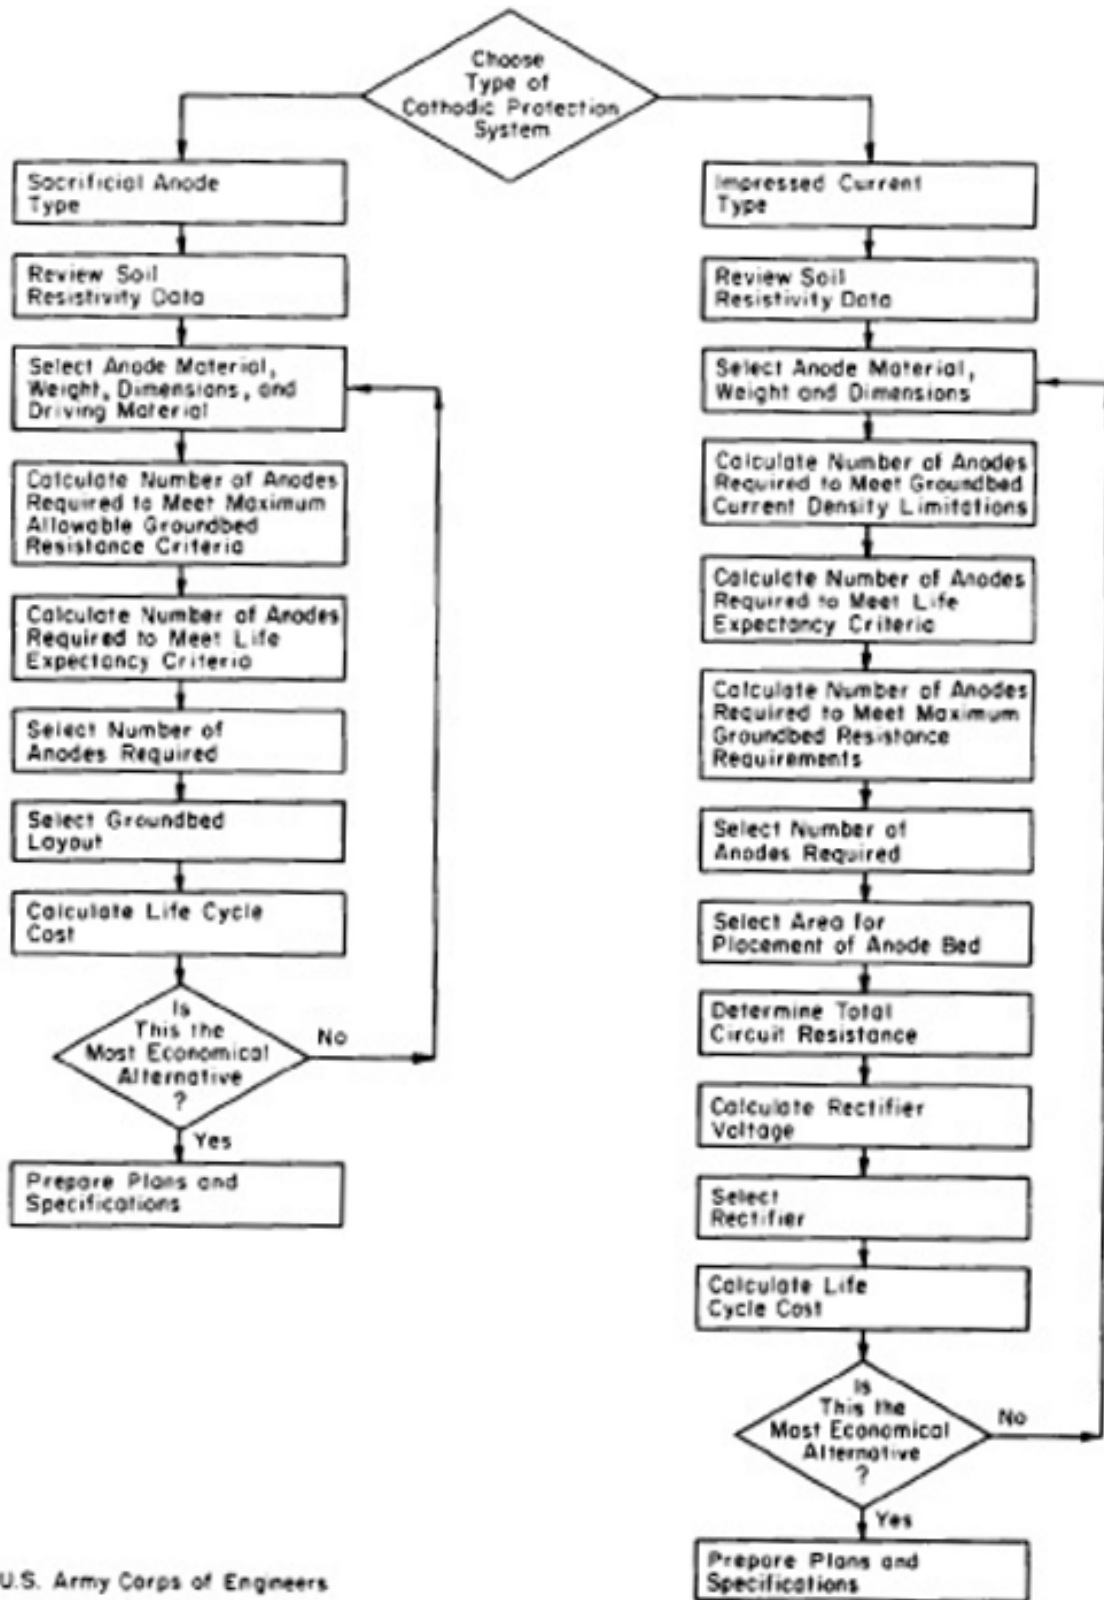 Choose
Type of
Cathodic Protection
System
Sacrificial Anode
Type
Review Soil
Resistivity Data
Select Anode Material,
Weight, Dimensions, and
Driving Material
Calculate Number of Anodes
Required to Meet Maximum
Allowable Groundbed
Resistance Criteria
Calculate Number of Anodes
Required to Meet Life
Expectancy Criteria
Select Number of
Anodes Required
Select Groundbed
Layout
Calculate Life Cycle
Cost
Is
This the
Most Economical
Alternative
?
No
Yes
Prepare Plans and
Specifications
Impressed Current
Type
Review Soil
Resistivity Data
Select Anode Material,
Weight and Dimensions
Calculate Number of Anodes
Required to Meet Groundbed
Current Density Limitations
Calculate Number of Anodes
Required to Meet Life
Expectancy Criteria
Calculate Number of Anodes
Required to Meet Maximum
Groundbed Resistance
Requirements
Select Number of
Anodes Required
Select Area for
Placement of Anode Bed
Determine Total
Circuit Resistance
Calculate Rectifier
Voltage
Select
Rectifier
Calculate Life
Cycle Cost
Is
This the
Most Economical
Alternative
?
No
Yes
Prepare Plans and
Specifications
U.S. Army Corps of Engineers